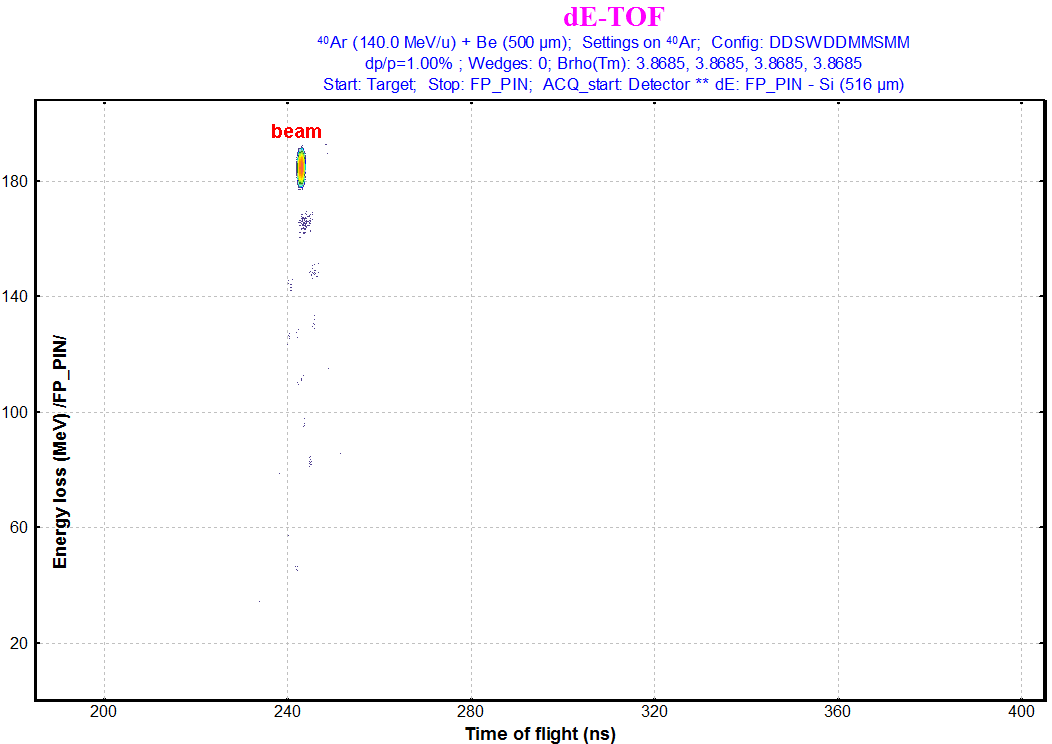 dE-TOF
⁴⁰Ar (140.0 MeV/u) + Be (500 µm);  Settings on ⁴⁰Ar;  Config: DDSWDDMMSMM
dp/p=1.00% ; Wedges: 0; Brho(Tm): 3.8685, 3.8685, 3.8685, 3.8685
Start: Target;  Stop: FP_PIN;  ACQ_start: Detector ** dE: FP_PIN - Si (516 µm)
beam
180
140
100
60
20
Energy loss (MeV) /FP_PIN/
200 240 280 320 360 400
Time of flight (ns)